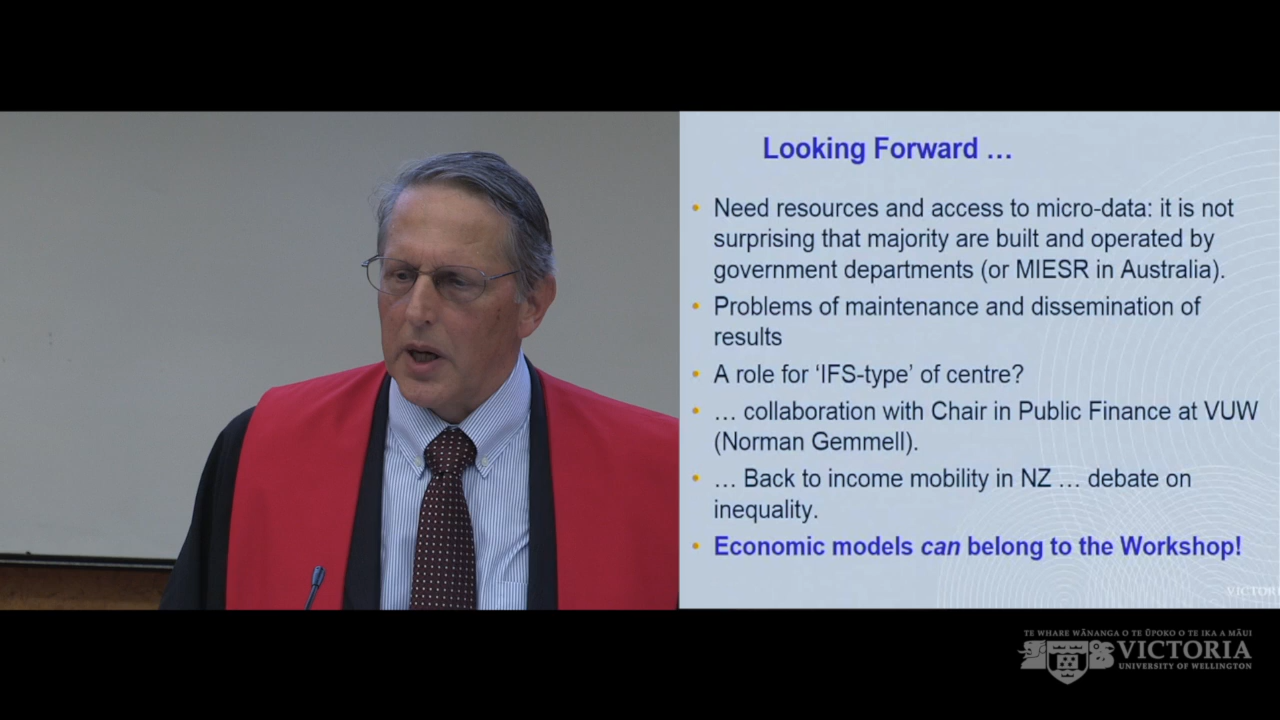 Looking Forward …
• Need resources and access to micro-data: it is not
surprising that majority are built and operated by
government departments (or MIESR in Australia).
• Problems of maintenance and dissemination of
results
• A role for ‘IFS-type’ of centre?
• … collaboration with Chair in Public Finance at VUW
(Norman Gemmell).
• … Back to income mobility in NZ … debate on
inequality.
• Economic models can belong to the Workshop!
VICTOR
TE WHARE WĀNANGA O TE ŪPOKO O TE IKA A MĀUI
VICTORIA
UNIVERSITY OF WELLINGTON